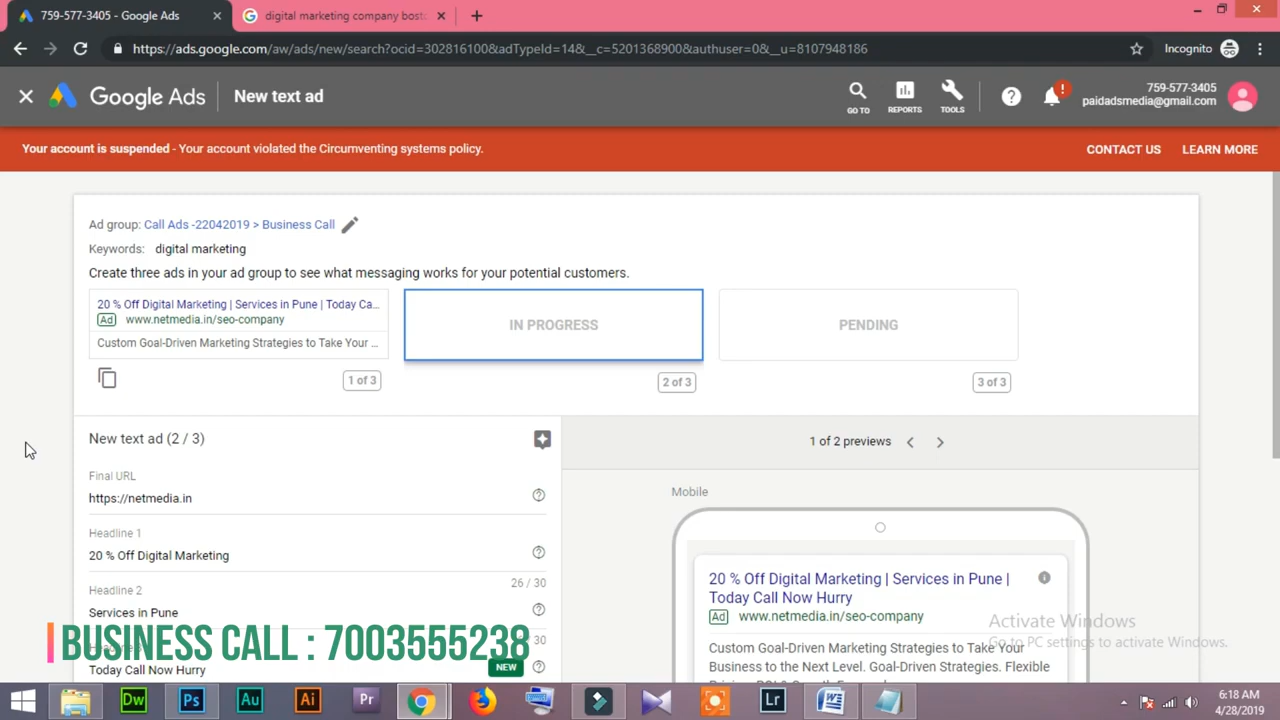 759-577-3405 - Google Ads
digital marketing company bost
https://ads.google.com/aw/ads/new/search?ocid=302816100&adTypeId=14&__c=5201368900&authuser=0&__u=8107948186
Incognito
Google Ads
New text ad
GO TO
REPORTS
TOOLS
759-577-3405
paidadsmedia@gmail.com
Your account is suspended - Your account violated the Circumventing systems policy.
CONTACT US
LEARN MORE
Ad group: Call Ads -22042019 > Business Call
Keywords: digital marketing
Create three ads in your ad group to see what messaging works for your potential customers.
20 % Off Digital Marketing | Services in Pune | Today Ca...
Ad www.netmedia.in/seo-company
Custom Goal-Driven Marketing Strategies to Take Your ...
IN PROGRESS
PENDING
1 of 3
2 of 3
3 of 3
New text ad (2 / 3)
1 of 2 previews
Final URL
https://netmedia.in
Mobile
Headline 1
20 % Off Digital Marketing
26 / 30
Headline 2
Services in Pune
30
Today Call Now Hurry
NEW
20 % Off Digital Marketing | Services in Pune |
Today Call Now Hurry
Ad www.netmedia.in/seo-company
Custom Goal-Driven Marketing Strategies to Take Your
Business to the Next Level. Goal-Driven Strategies. Flexible
Activate Windows
Go to PC settings to activate Windows.
BUSINESS CALL : 7003555238
Dw
Ps
Au
Ai
Pr
Lr
6:18 AM
4/28/2019